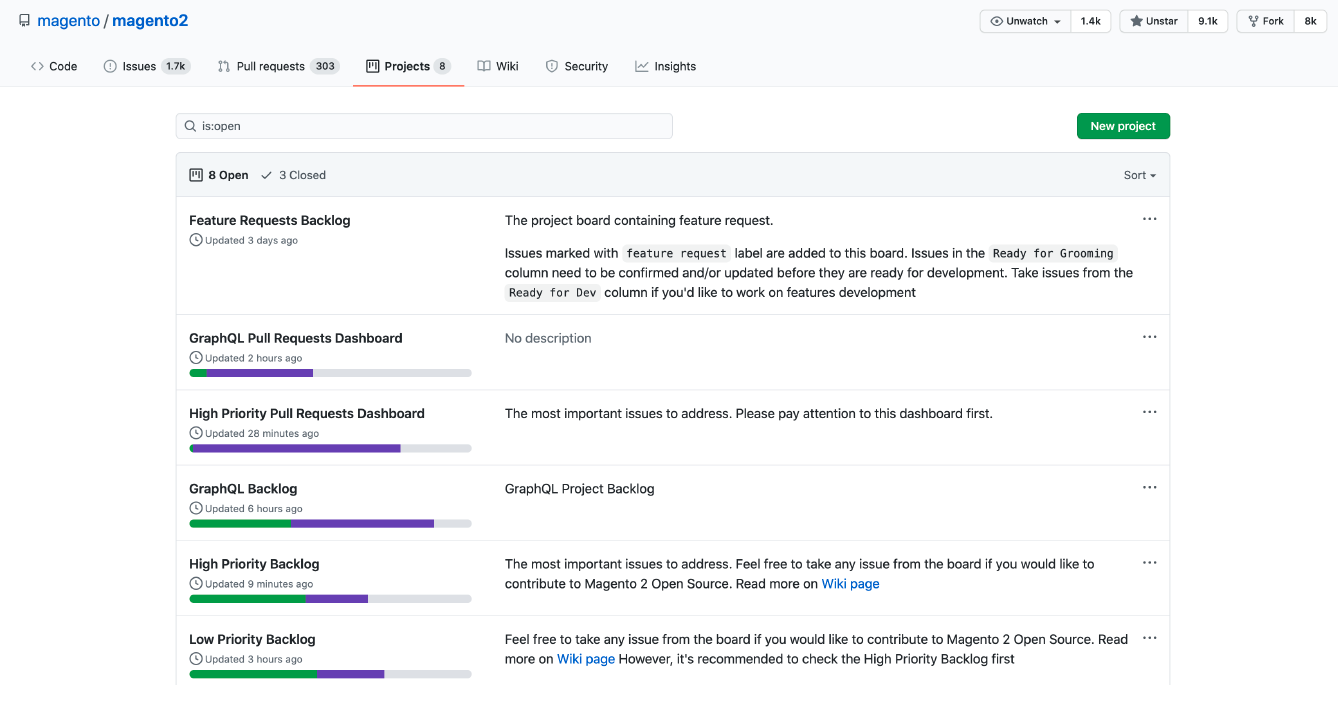 magento / magento2
Unwatch 1.4k Unstar 9.1k Fork 8k
Code Issues 1.7k Pull requests 303 Projects 8 Wiki Security Insights
is:open New project
8 Open 3 Closed Sort
Feature Requests Backlog
Updated 3 days ago
The project board containing feature request.
Issues marked with feature request label are added to this board. Issues in the Ready for Grooming
column need to be confirmed and/or updated before they are ready for development. Take issues from the
Ready for Dev column if you'd like to work on features development
GraphQL Pull Requests Dashboard
Updated 2 hours ago
No description
High Priority Pull Requests Dashboard
Updated 28 minutes ago
The most important issues to address. Please pay attention to this dashboard first.
GraphQL Backlog
Updated 6 hours ago
GraphQL Project Backlog
High Priority Backlog
Updated 9 minutes ago
The most important issues to address. Feel free to take any issue from the board if you would like to
contribute to Magento 2 Open Source. Read more on Wiki page
Low Priority Backlog
Updated 3 hours ago
Feel free to take any issue from the board if you would like to contribute to Magento 2 Open Source. Read
more on Wiki page However, it's recommended to check the High Priority Backlog first